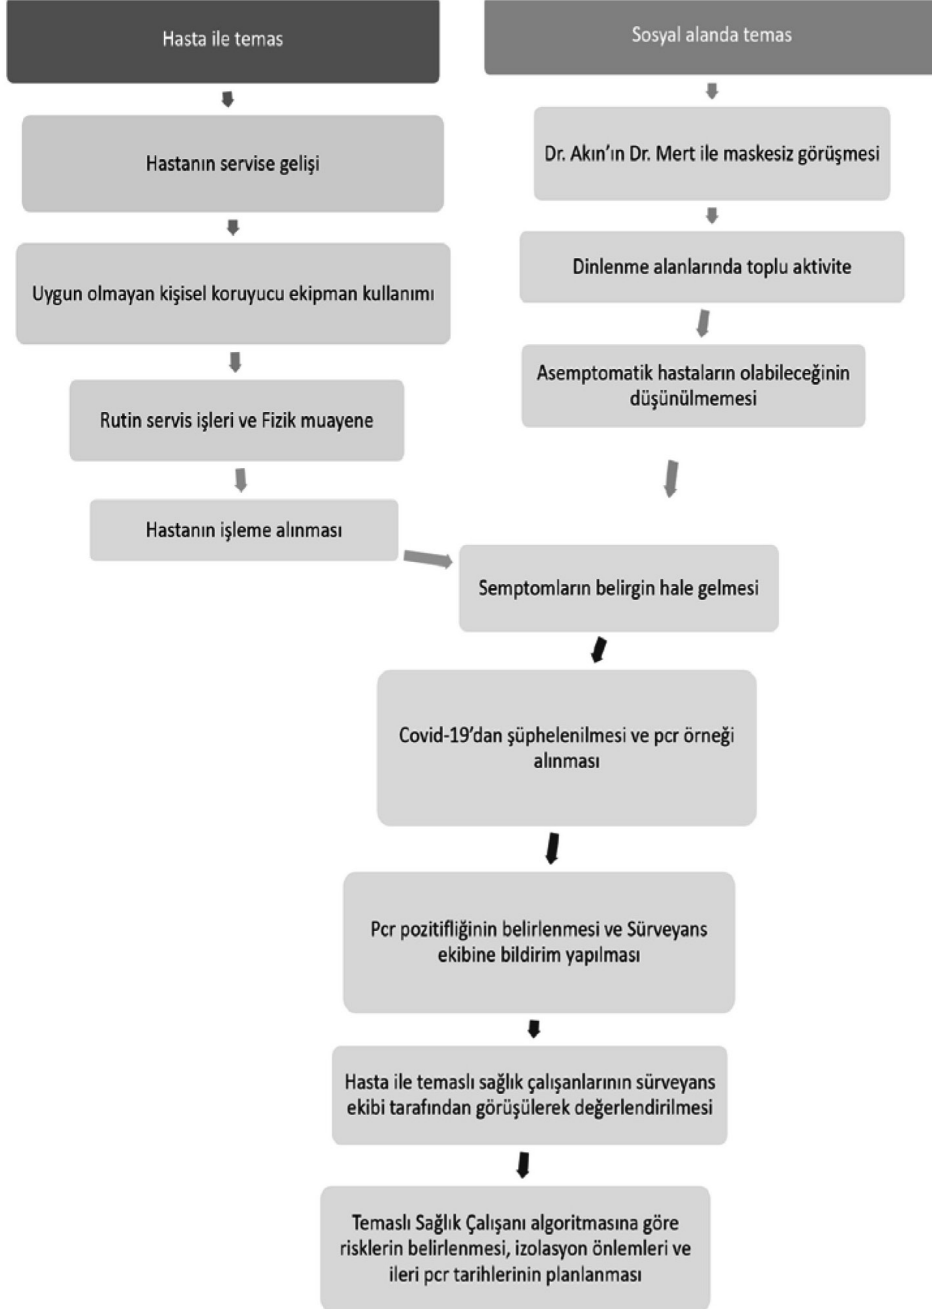 Hasta ile temas
Hastanın servise gelişi
Uygun olmayan kişisel koruyucu ekipman kullanımı
Rutin servis işleri ve Fizik muayene
Hastanın işleme alınması
Sosyal alanda temas
Dr. Akın'ın Dr. Mert ile maskesiz görüşmesi
Dinlenme alanlarında toplu aktivite
Asemptomatik hastaların olabileceğinin
düşünülmemesi
Semptomların belirgin hale gelmesi
Covid-19'dan şüphelenilmesi ve pcr örneği
alınması
Pcr pozitifliğinin belirlenmesi ve Sürveyans
ekibine bildirim yapılması
Hasta ile temaslı sağlık çalışanlarının sürveyans
ekibi tarafından görüşülerek değerlendirilmesi
Temaslı Sağlık Çalışanı algoritmasına göre
risklerin belirlenmesi, izolasyon önlemleri ve
ileri pcr tarihlerinin planlanması